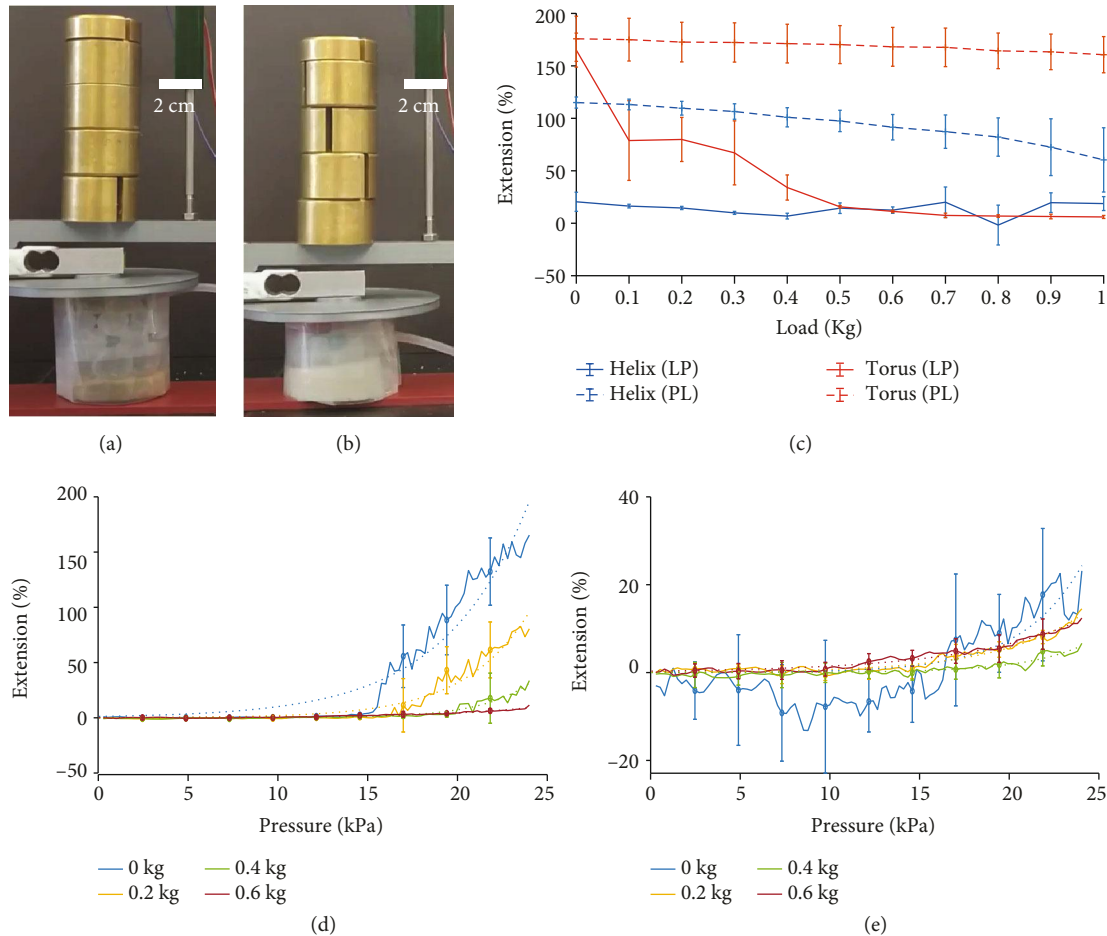 2 cm
(a)
2 cm
(b)
200
150
100
50
0
−50
Extension (%)
0 0.1 0.2 0.3 0.4 0.5 0.6 0.7 0.8 0.9 1
Load (Kg)
Helix (LP) Torus (LP)
Helix (PL) Torus (PL)
(c)
200
150
100
50
0
−50
Extension (%)
0 5 10 15 20 25
Pressure (kPa)
0 kg 0.4 kg
0.2 kg 0.6 kg
(d)
40
20
0
−20
Extension (%)
0 5 10 15 20 25
Pressure (kPa)
0 kg 0.4 kg
0.2 kg 0.6 kg
(e)